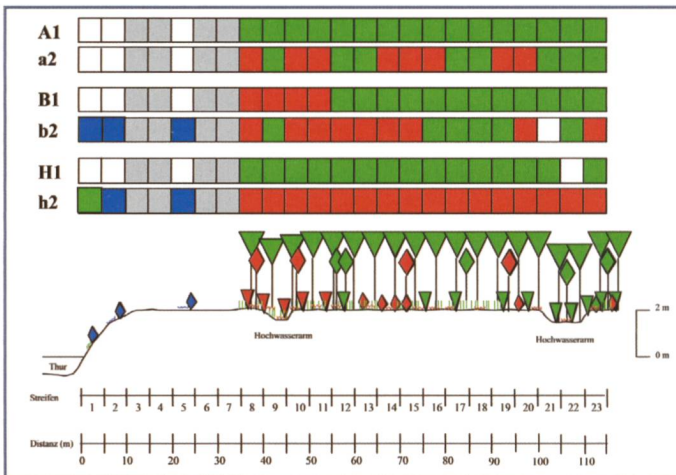 A1
a2
B1
b2
H1
h2
Hochwasserarm
Hochwasserarm
2 m
0 m
Thur
Streifen
1 2 3 4 5 6 7 8 9 10 11 12 13 14 15 16 17 18 19 20 21 22 23
Distanz (m)
0 10 20 30 40 50 60 70 80 90 100 110